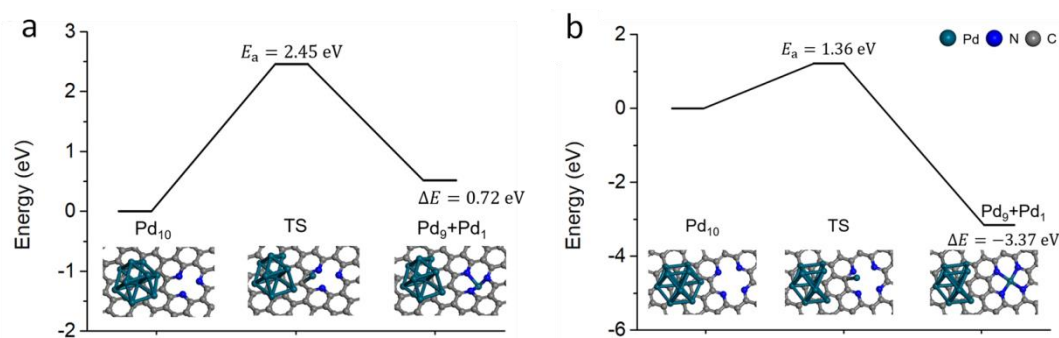 a
Energy (eV)
3
2
1
0
-1
-2
Eₐ = 2.45 eV
ΔE = 0.72 eV
Pd₁₀
TS
Pd₉+Pd₁
b
Pd N C
Energy (eV)
2
0
-2
-4
-6
Eₐ = 1.36 eV
Pd₁₀
TS
Pd₉+Pd₁
ΔE = −3.37 eV